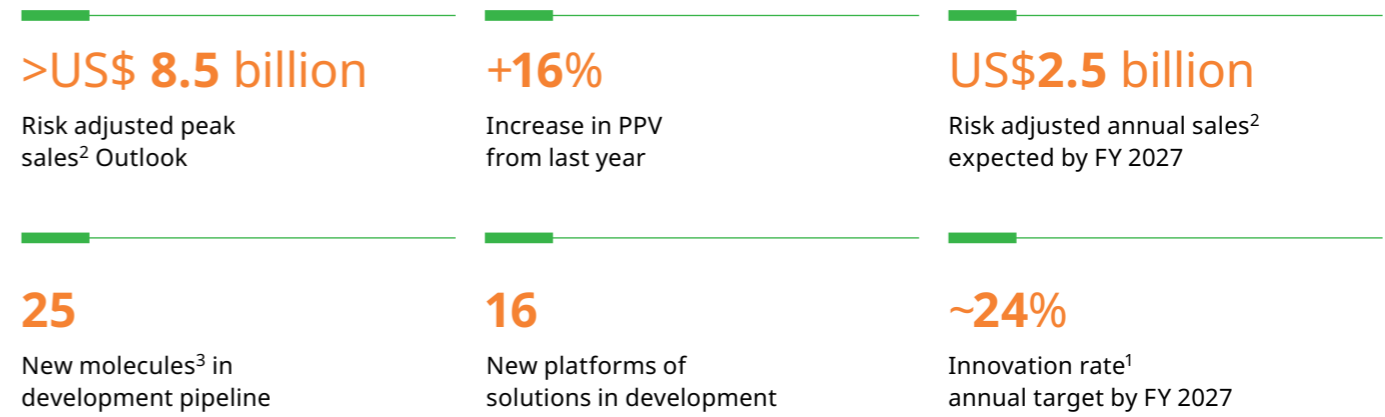 >US$ 8.5 billion
Risk adjusted peak
sales² Outlook
+16%
Increase in PPV
from last year
US$2.5 billion
Risk adjusted annual sales²
expected by FY 2027
25
New molecules³ in
development pipeline
16
New platforms of
solutions in development
~24%
Innovation rate¹
annual target by FY 2027